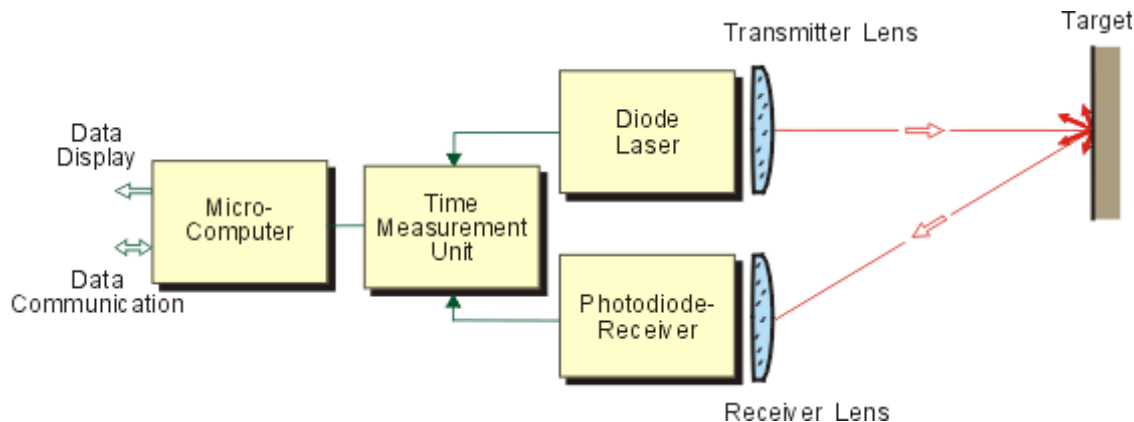 Target
Transmitter Lens
Diode
Laser
Data
Display
Micro-
Computer
Time
Measurement
Unit
Data
Communication
Photodiode-
Receiver
Receiver Lens